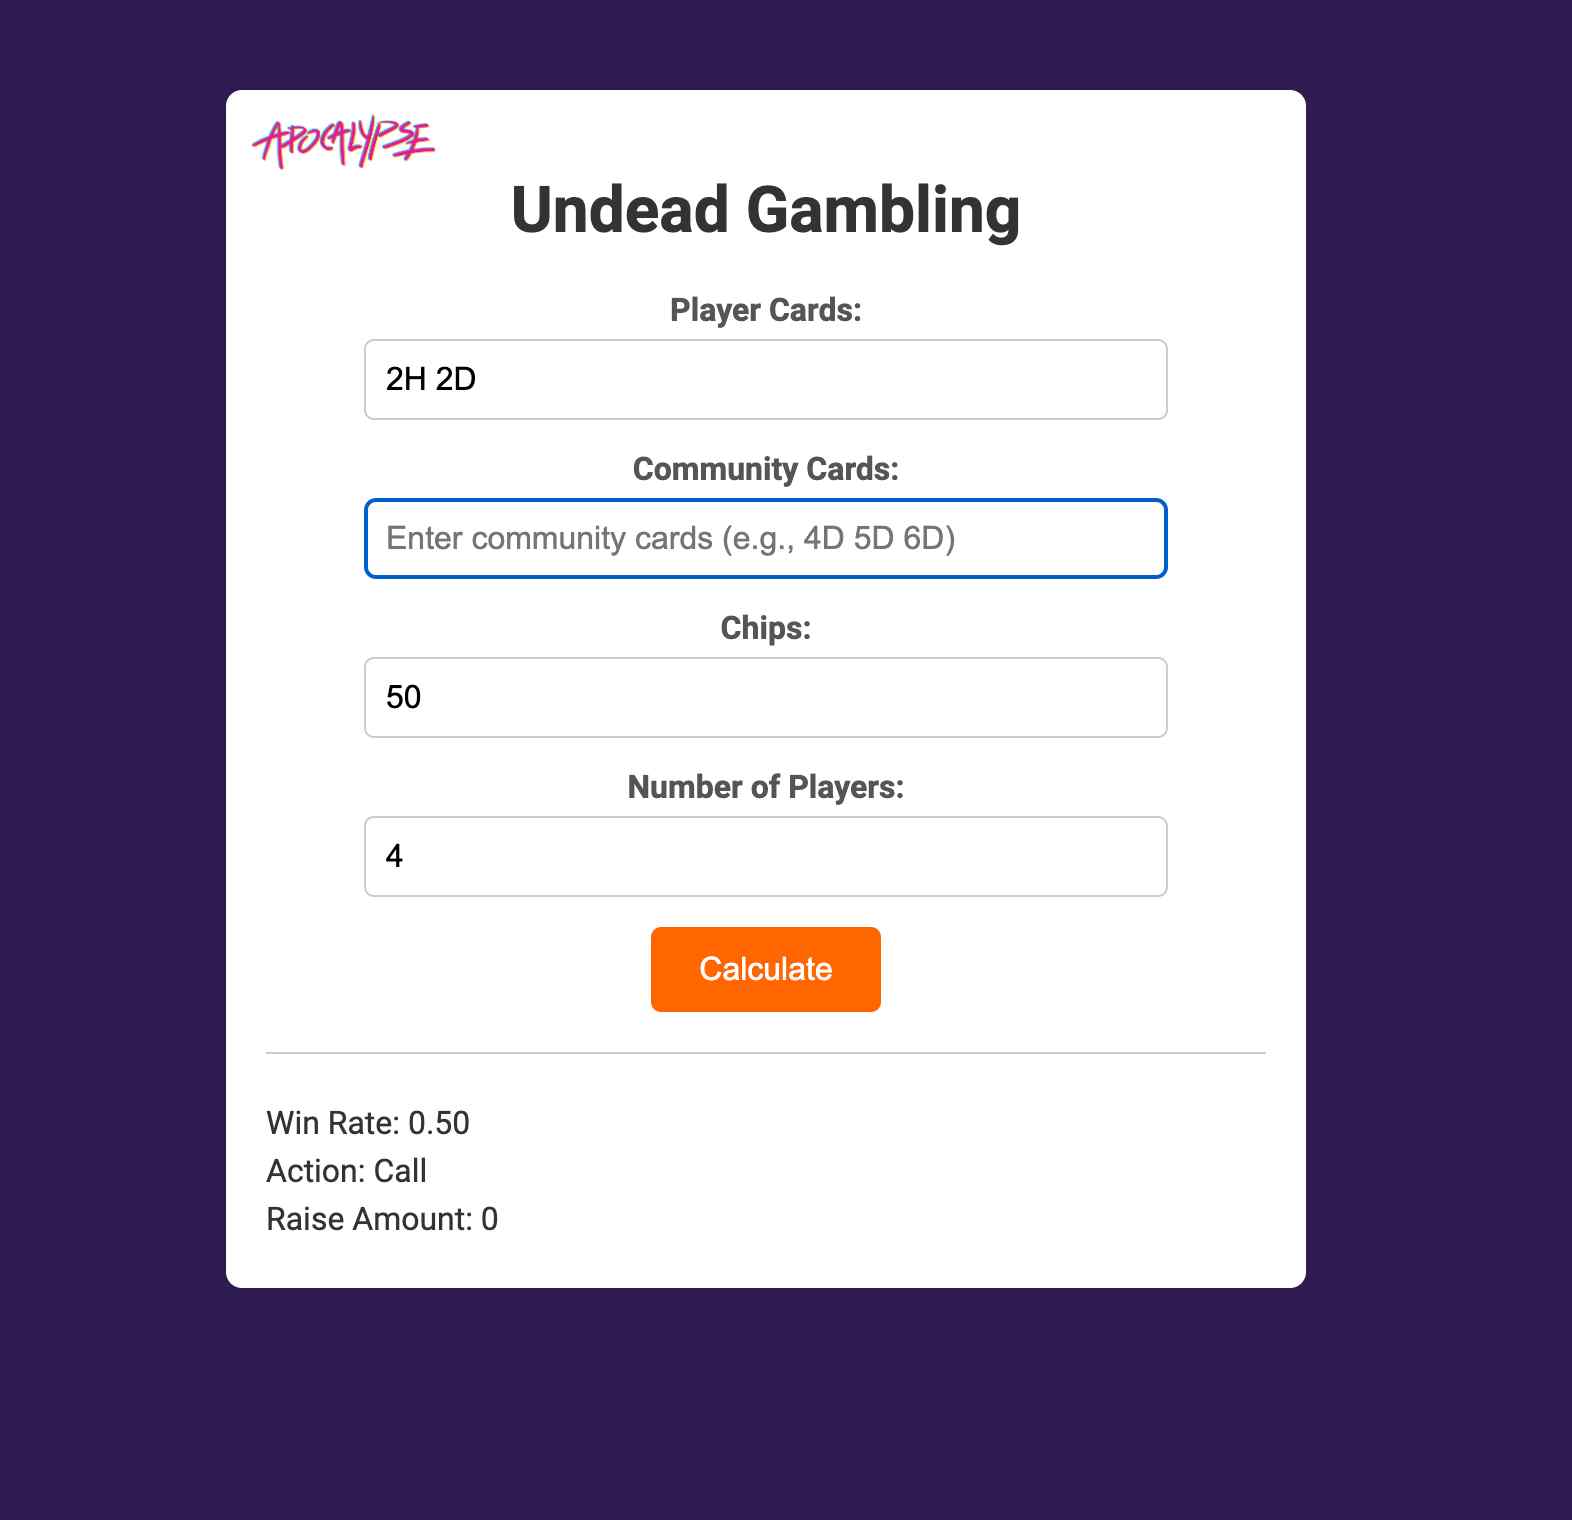 APOCALYPSE
Undead Gambling
Player Cards:
2H 2D
Community Cards:
Enter community cards (e.g., 4D 5D 6D)
Chips:
50
Number of Players:
4
Calculate
Win Rate: 0.50
Action: Call
Raise Amount: 0